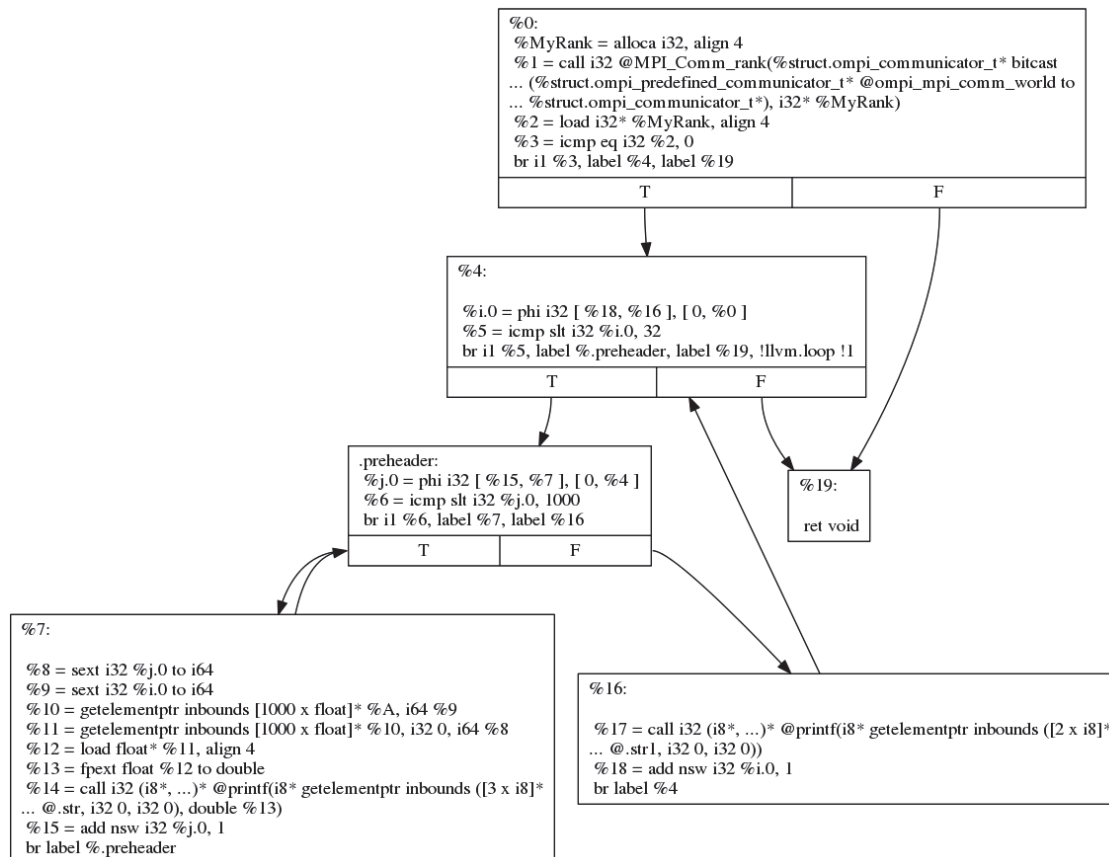 %0:
%MyRank = alloca i32, align 4
%1 = call i32 @MPI_Comm_rank(%struct.ompi_communicator_t* bitcast
... (%struct.ompi_predefined_communicator_t* @ompi_mpi_comm_world to
... %struct.ompi_communicator_t*), i32* %MyRank)
%2 = load i32* %MyRank, align 4
%3 = icmp eq i32 %2, 0
br i1 %3, label %4, label %19
T F
%4:
%i.0 = phi i32 [ %18, %16 ], [ 0, %0 ]
%5 = icmp slt i32 %i.0, 32
br i1 %5, label %.preheader, label %19, !llvm.loop !1
T F
.preheader:
%j.0 = phi i32 [ %15, %7 ], [ 0, %4 ]
%6 = icmp slt i32 %j.0, 1000
br i1 %6, label %7, label %16
T F
%19:
ret void
%7:
%8 = sext i32 %j.0 to i64
%9 = sext i32 %i.0 to i64
%10 = getelementptr inbounds [1000 x float]* %A, i64 %9
%11 = getelementptr inbounds [1000 x float]* %10, i32 0, i64 %8
%12 = load float* %11, align 4
%13 = fpext float %12 to double
%14 = call i32 (i8*, ...)* @printf(i8* getelementptr inbounds ([3 x i8]*
... @.str, i32 0, i32 0), double %13)
%15 = add nsw i32 %j.0, 1
br label %.preheader
%16:
%17 = call i32 (i8*, ...)* @printf(i8* getelementptr inbounds ([2 x i8]*
... @.str1, i32 0, i32 0))
%18 = add nsw i32 %i.0, 1
br label %4